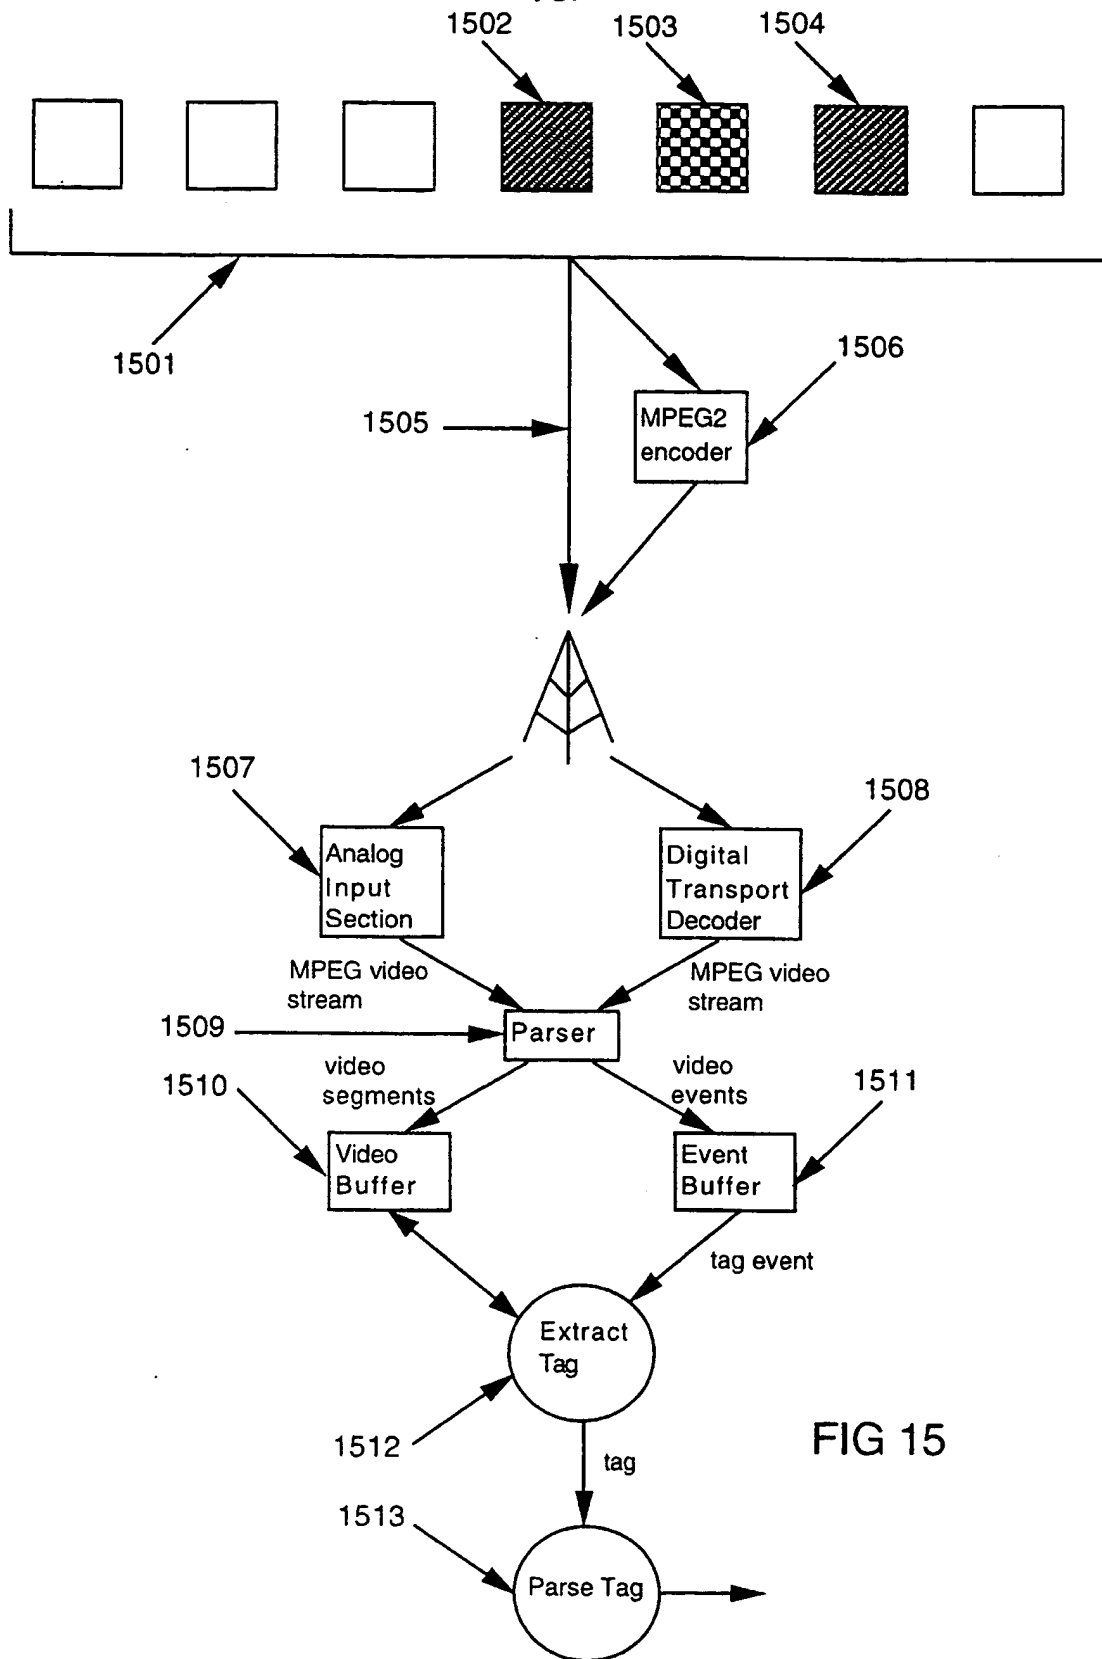 1502
1503
1504
1501
1506
MPEG2
encoder
1505
1507
1508
Analog
Input
Section
Digital
Transport
Decoder
MPEG video
stream
MPEG video
stream
1509
Parser
video
segments
video
events
1510
1511
Video
Buffer
Event
Buffer
tag event
Extract
Tag
1512
tag
FIG 15
1513
Parse Tag